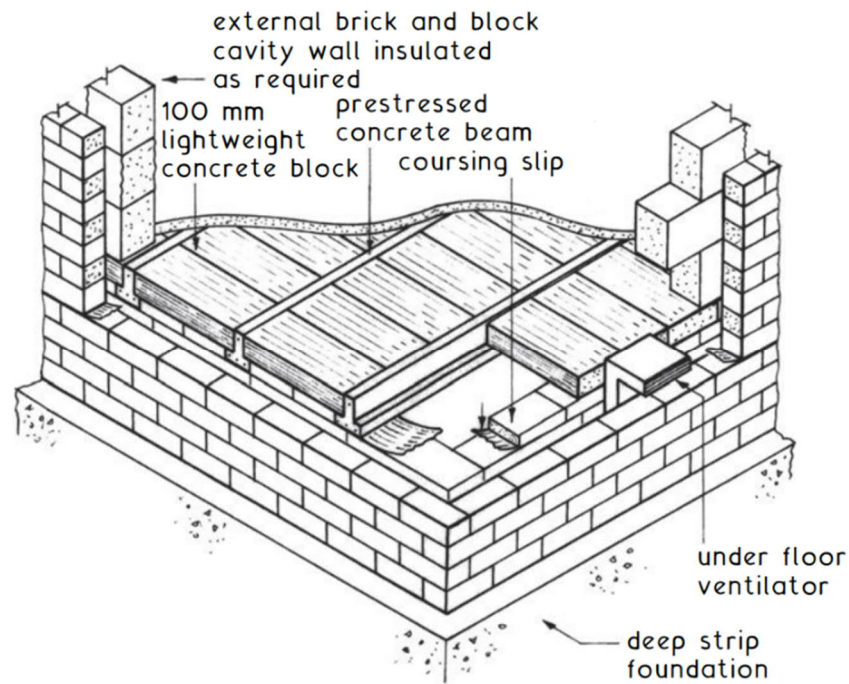 external brick and block
cavity wall insulated
as required
100 mm
lightweight
concrete block
prestressed
concrete beam
coursing slip
under floor
ventilator
deep strip
foundation